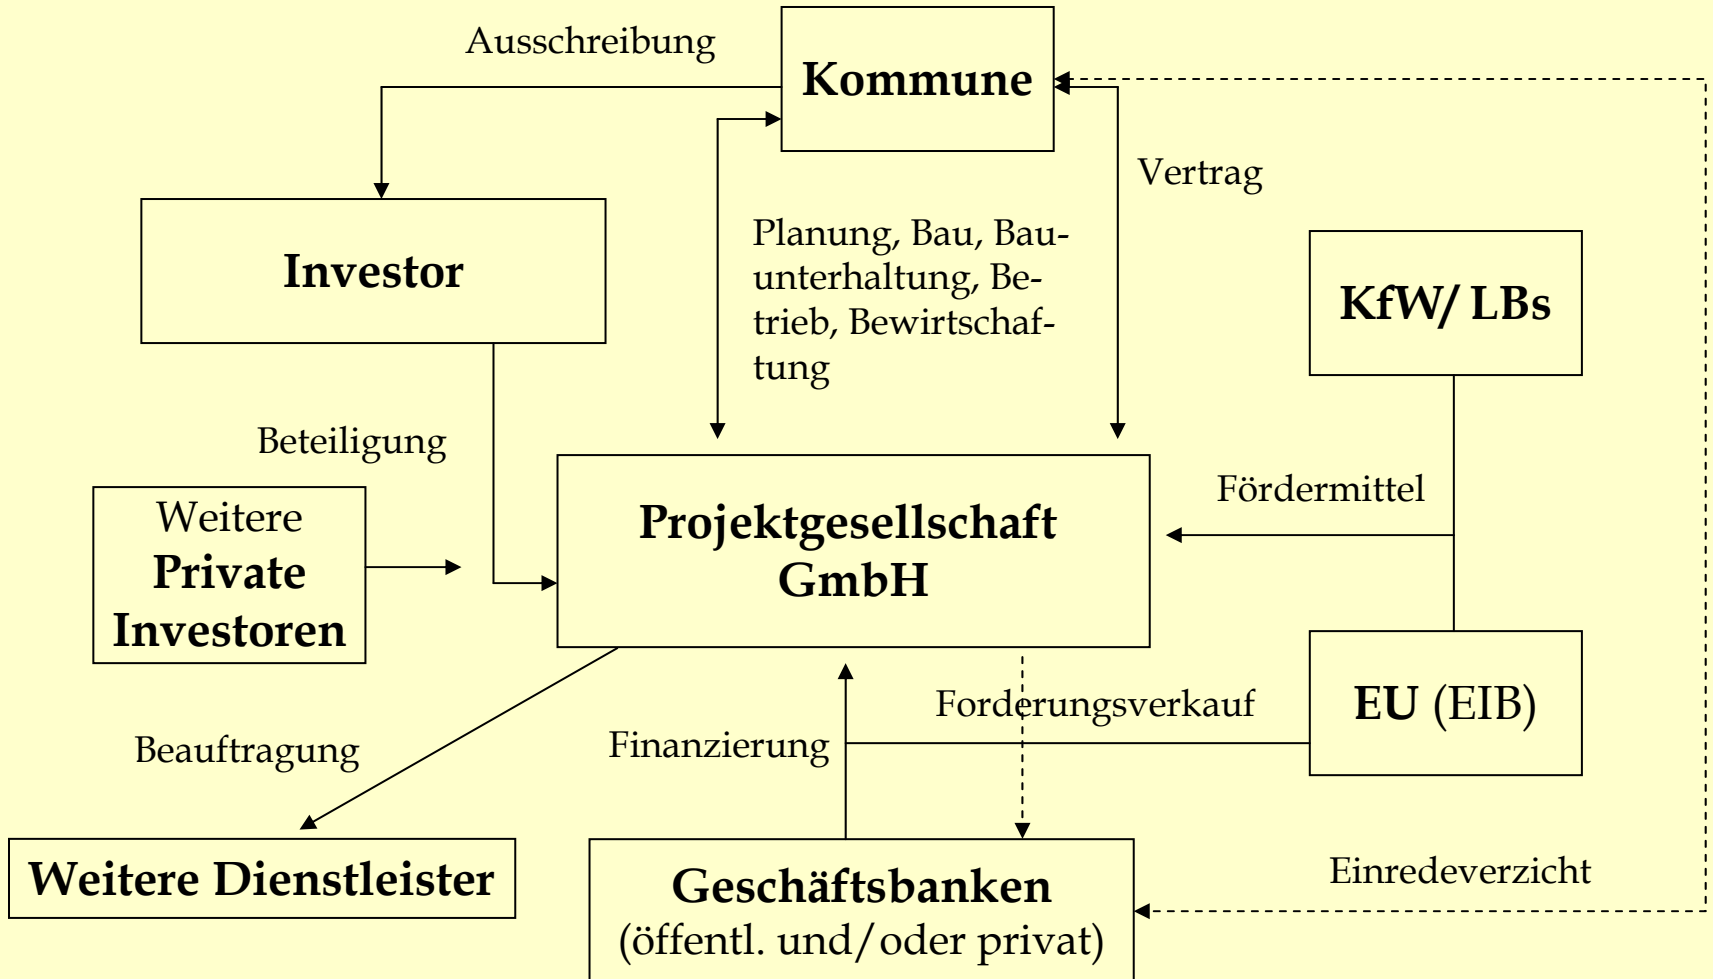 Ausschreibung
Kommune
Vertrag
Investor
Planung, Bau, Bau-
unterhaltung, Be-
trieb, Bewirtschaf-
tung
KfW/ LBs
Beteiligung
Weitere
Private
Investoren
Projektgesellschaft
GmbH
Fördermittel
Beauftragung
Finanzierung
Forderungsverkauf
EU (EIB)
Weitere Dienstleister
Geschäftsbanken
(öffentl. und/oder privat)
Einredeverzicht